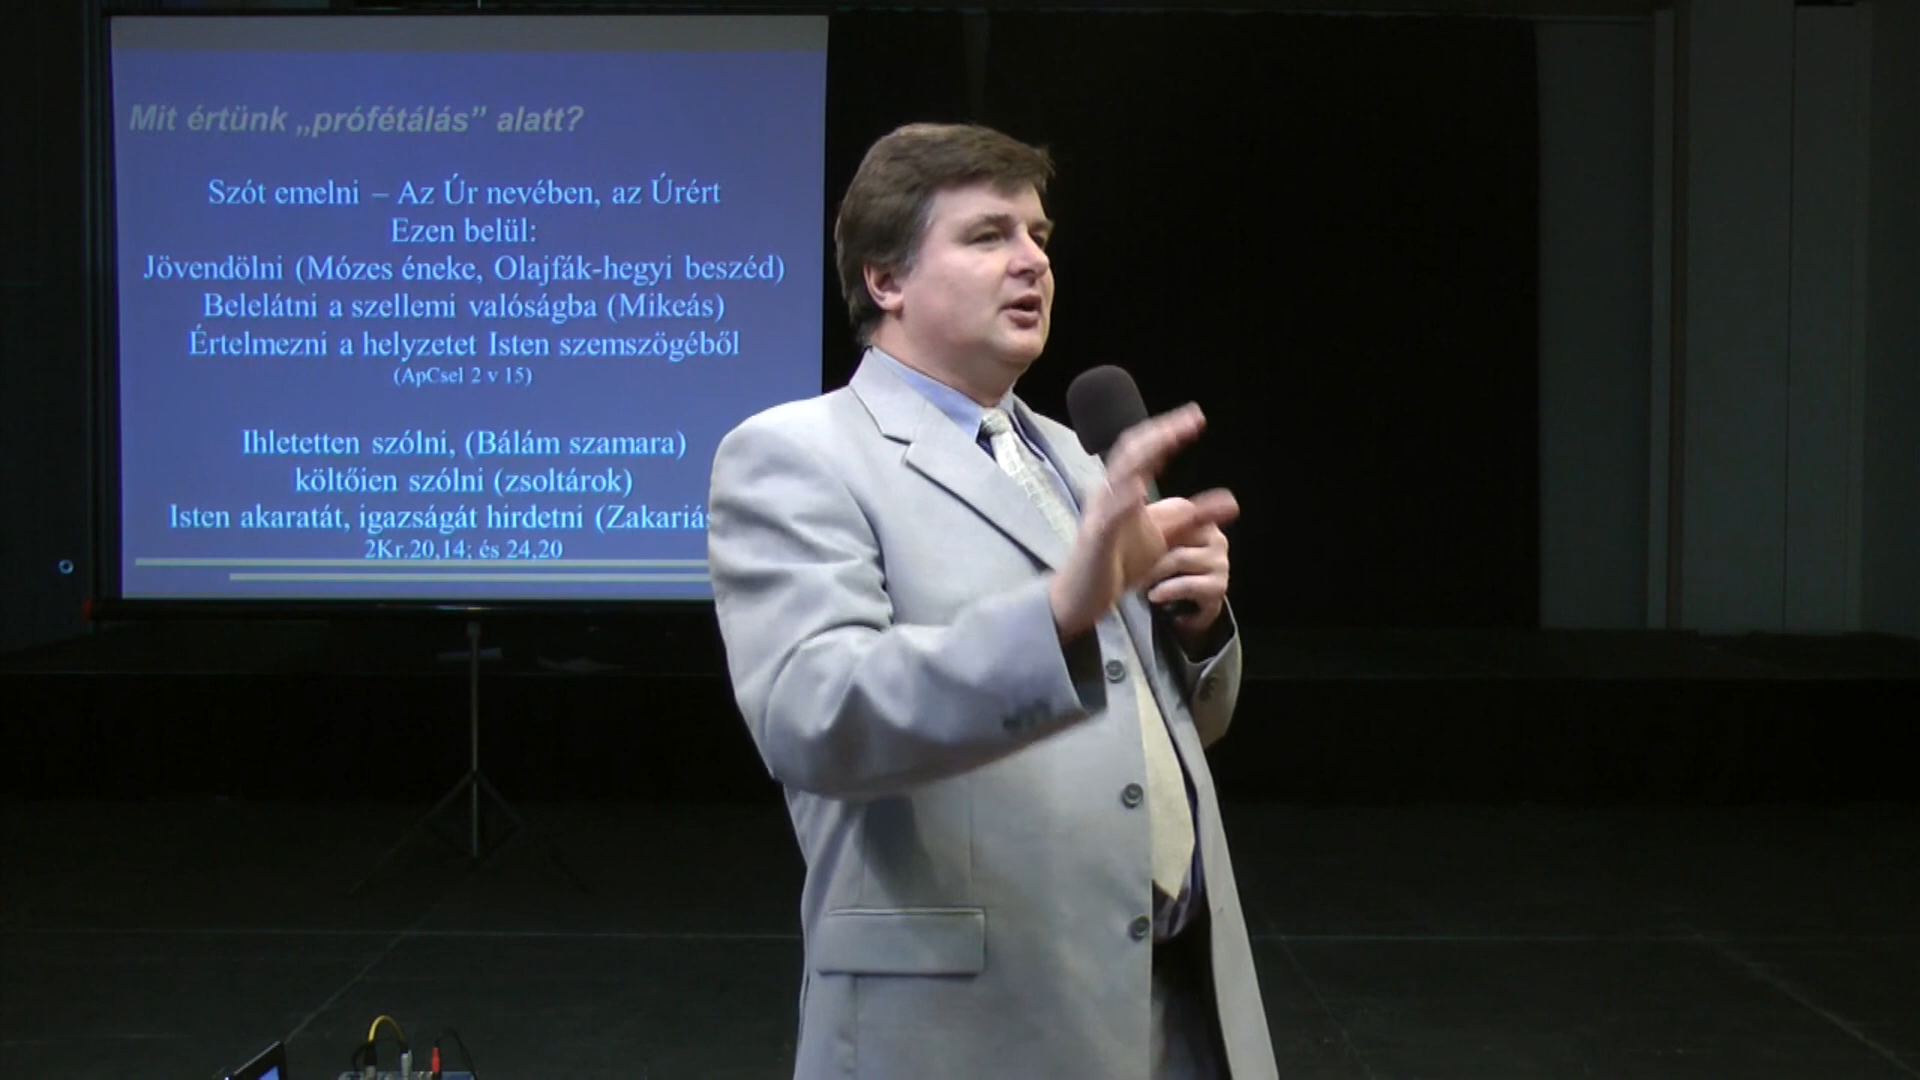 Mit értünk „prófétálás” alatt?
Szót emelni – Az Úr nevében, az Úrért
Ezen belül:
Jövendölni (Mózes éneke, Olajfák-hegyi beszéd)
Belelátni a szellemi valóságba (Mikeás)
Értelmezni a helyzetet Isten szemszögéből
(ApCsel 2 v 15)
Ihletetten szólni, (Bálám szamara)
költőien szólni (zsoltárok)
Isten akaratát, igazságát hirdetni (Zakariás
2Kr.20,14; és 24,20